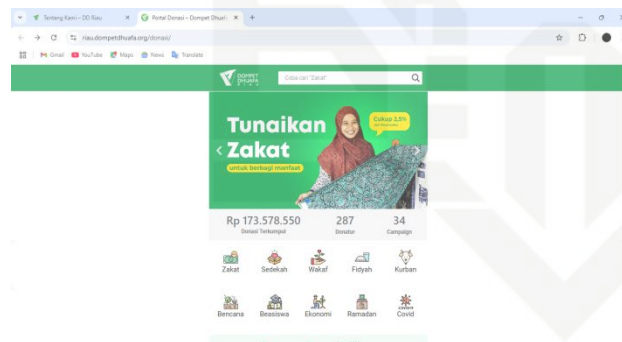 Tentang Kami – DD Riau
Portal Donasi – Dompet Dhuafa
riau.dompetdhuafa.org/donasi/
Gmail YouTube Maps News Translate
DOMPET
DHUAFA
Coba cari "Zakat"
Tunaikan
Zakat
untuk berbagi manfaat
Cukup 2,5%
Rp 173.578.550 287 34
Donasi Terkumpul Donatur Campaign
Zakat Sedekah Wakaf Fidyah Kurban
Bencana Beasiswa Ekonomi Ramadan Covid